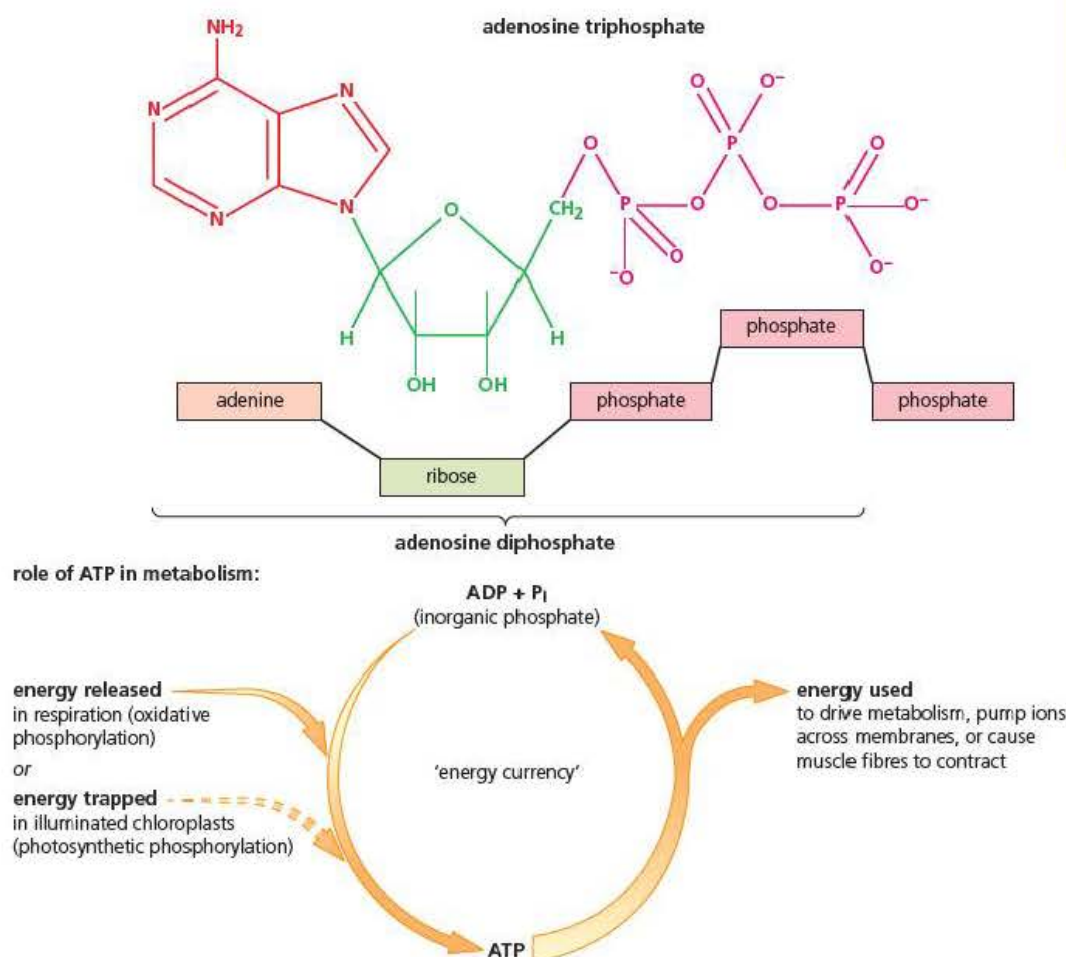 adenosine triphosphate
NH2
N
N
N
N
O
O
O⁻
P
O
O
P
O
P
O⁻
O⁻
O
CH2
O
⁻O
H
H
OH
OH
phosphate
adenine
phosphate
phosphate
ribose
adenosine diphosphate
role of ATP in metabolism:
ADP + Pi
(inorganic phosphate)
energy released
in respiration (oxidative
phosphorylation)
or
energy trapped
in illuminated chloroplasts
(photosynthetic phosphorylation)
'energy currency'
energy used
to drive metabolism, pump ions
across membranes, or cause
muscle fibres to contract
ATP